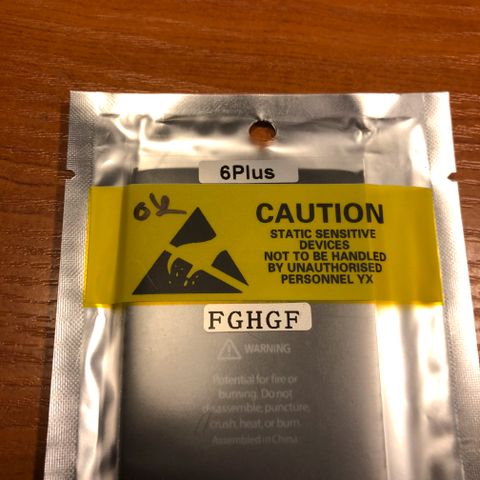 6Plus
OK
CAUTION
STATIC SENSITIVE
DEVICES
NOT TO BE HANDLED
BY UNAUTHORISED
PERSONNEL YX
FGHGF
WARNING
Potential for fire or
burning. Do not
disassemble, puncture,
crush, heat, or burn.
Assembled in China